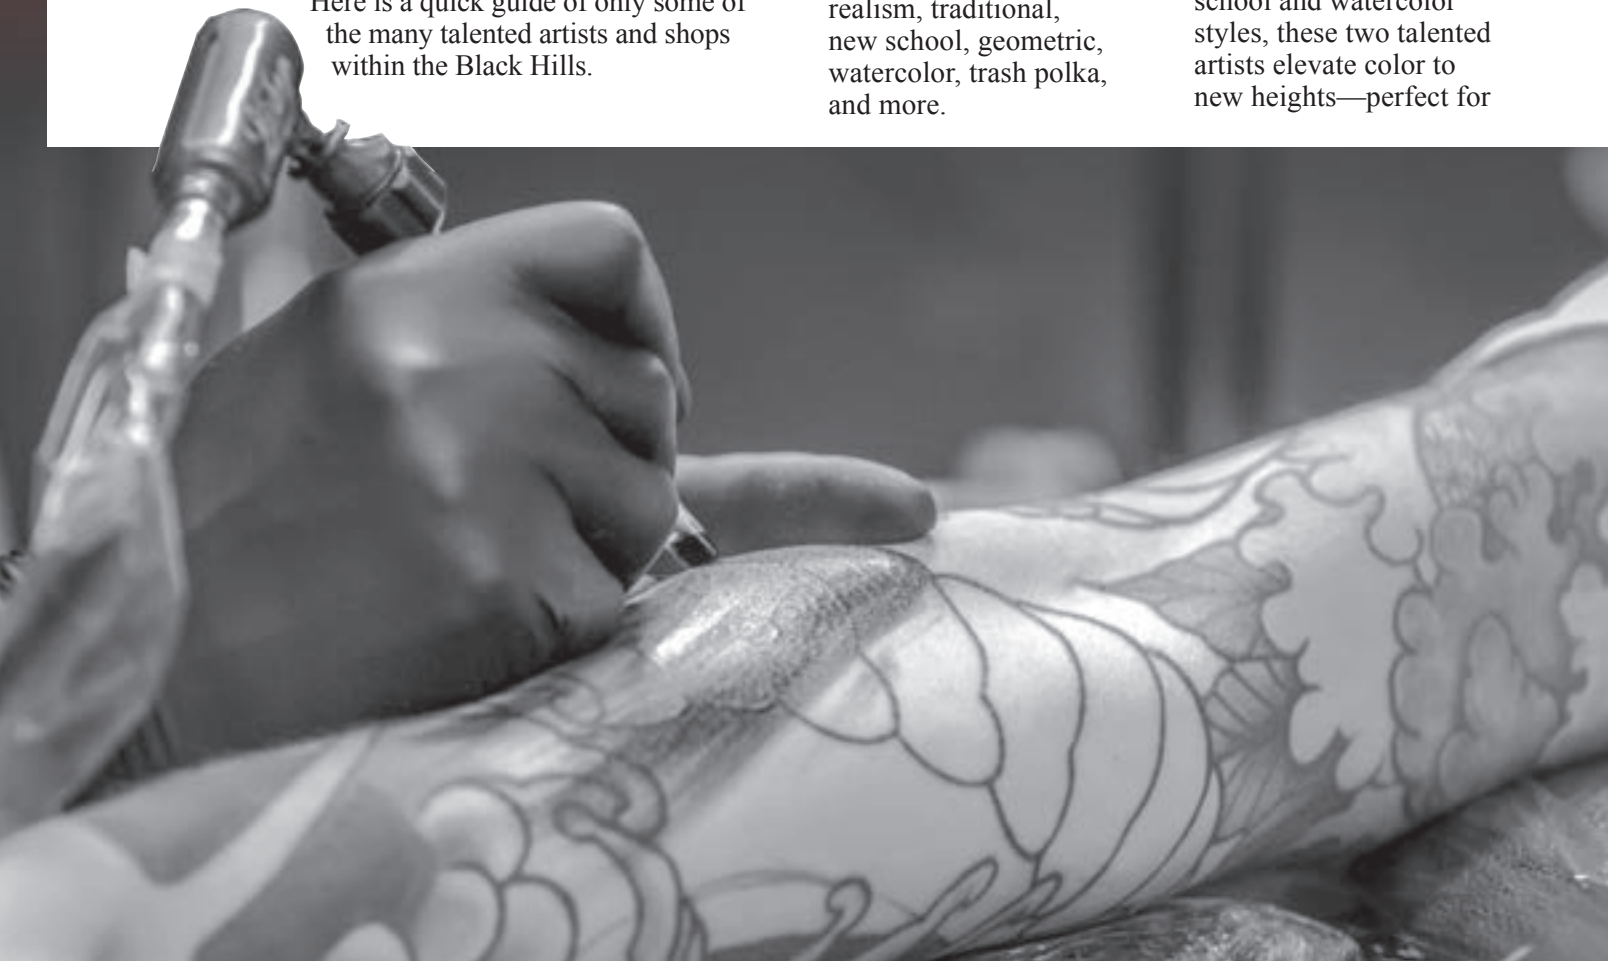 Here is a quick guide of only some of
the many talented artists and shops
within the Black Hills.
realism, traditional,
new school, geometric,
watercolor, trash polka,
and more.
school and watercolor
styles, these two talented
artists elevate color to
new heights—perfect for